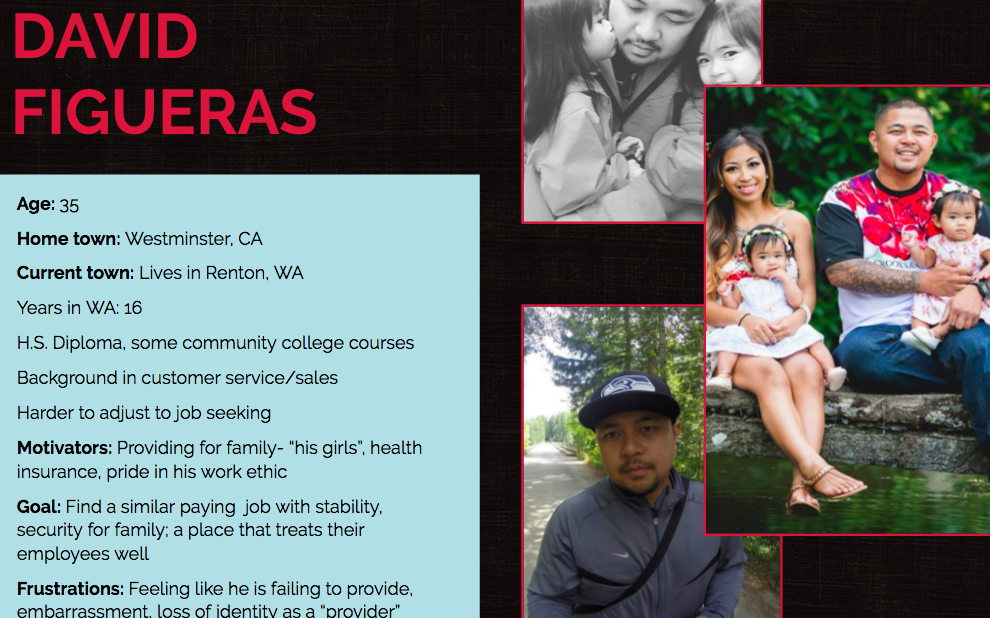 DAVID
FIGUERAS
Age: 35
Home town: Westminster, CA
Current town: Lives in Renton, WA
Years in WA: 16
H.S. Diploma, some community college courses
Background in customer service/sales
Harder to adjust to job seeking
Motivators: Providing for family- “his girls”, health
insurance, pride in his work ethic
Goal: Find a similar paying  job with stability,
security for family; a place that treats their
employees well
Frustrations: Feeling like he is failing to provide,
embarrassment, loss of identity as a “provider”